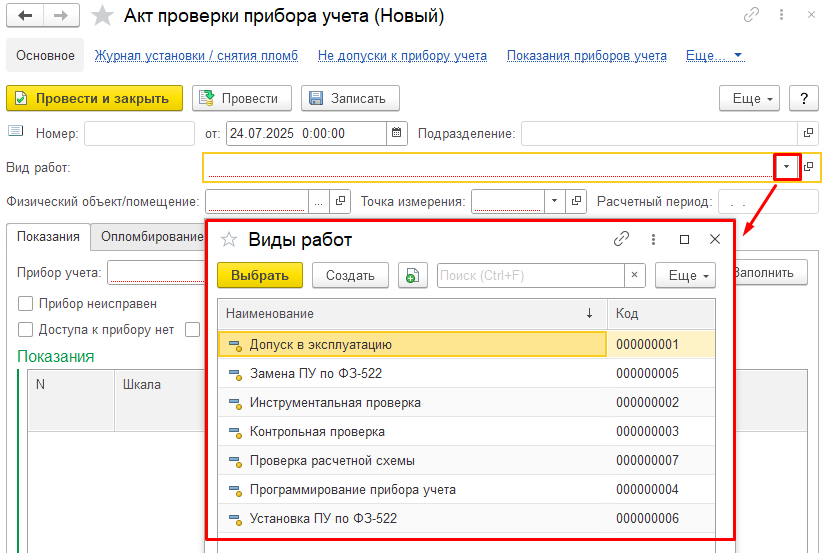 Акт проверки прибора учета (Новый)
Основное Журнал установки / снятия пломб Не допуски к прибору учета Показания приборов учета Еще...
Провести и закрыть Провести Записать Еще ?
Номер: от: 24.07.2025 0:00:00 Подразделение:
Вид работ:
Физический объект/помещение: ... Точка измерения: Расчетный период: . .
Показания Опломбирование
Виды работ
Прибор учета: Заполнить
Выбрать Создать Поиск (Ctrl+F) × Еще
Прибор неисправен
Наименование ↓ Код
Доступа к прибору нет
Допуск в эксплуатацию 000000001
Показания
Замена ПУ по ФЗ-522 000000005
N Шкала
Инструментальная проверка 000000002
Контрольная проверка 000000003
Проверка расчетной схемы 000000007
Программирование прибора учета 000000004
Установка ПУ по ФЗ-522 000000006